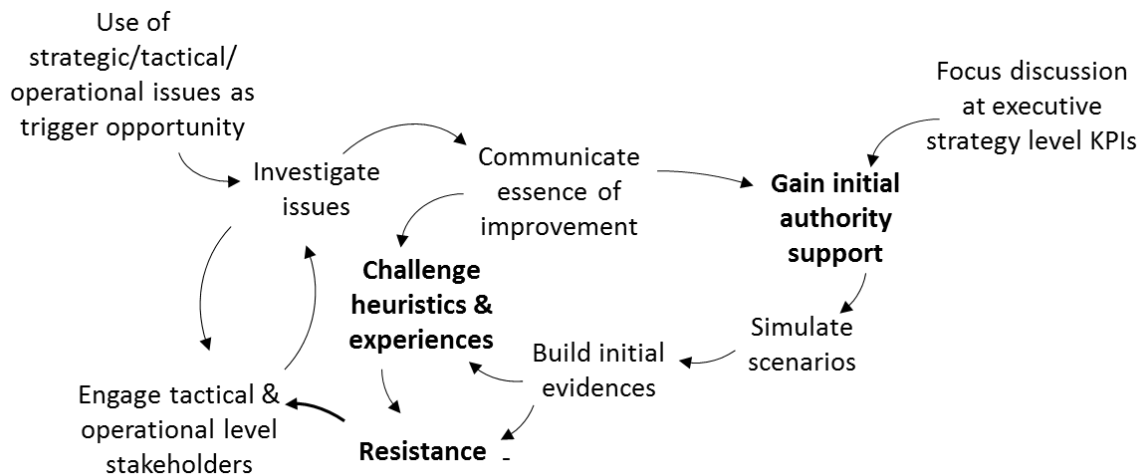 Use of
strategic/tactical/
operational issues as
trigger opportunity
Focus discussion
at executive
strategy level KPIs
Investigate
issues
Communicate
essence of
improvement
Gain initial
authority
support
Challenge
heuristics &
experiences
Simulate
scenarios
Build initial
evidences
Engage tactical &
operational level
stakeholders
Resistance -